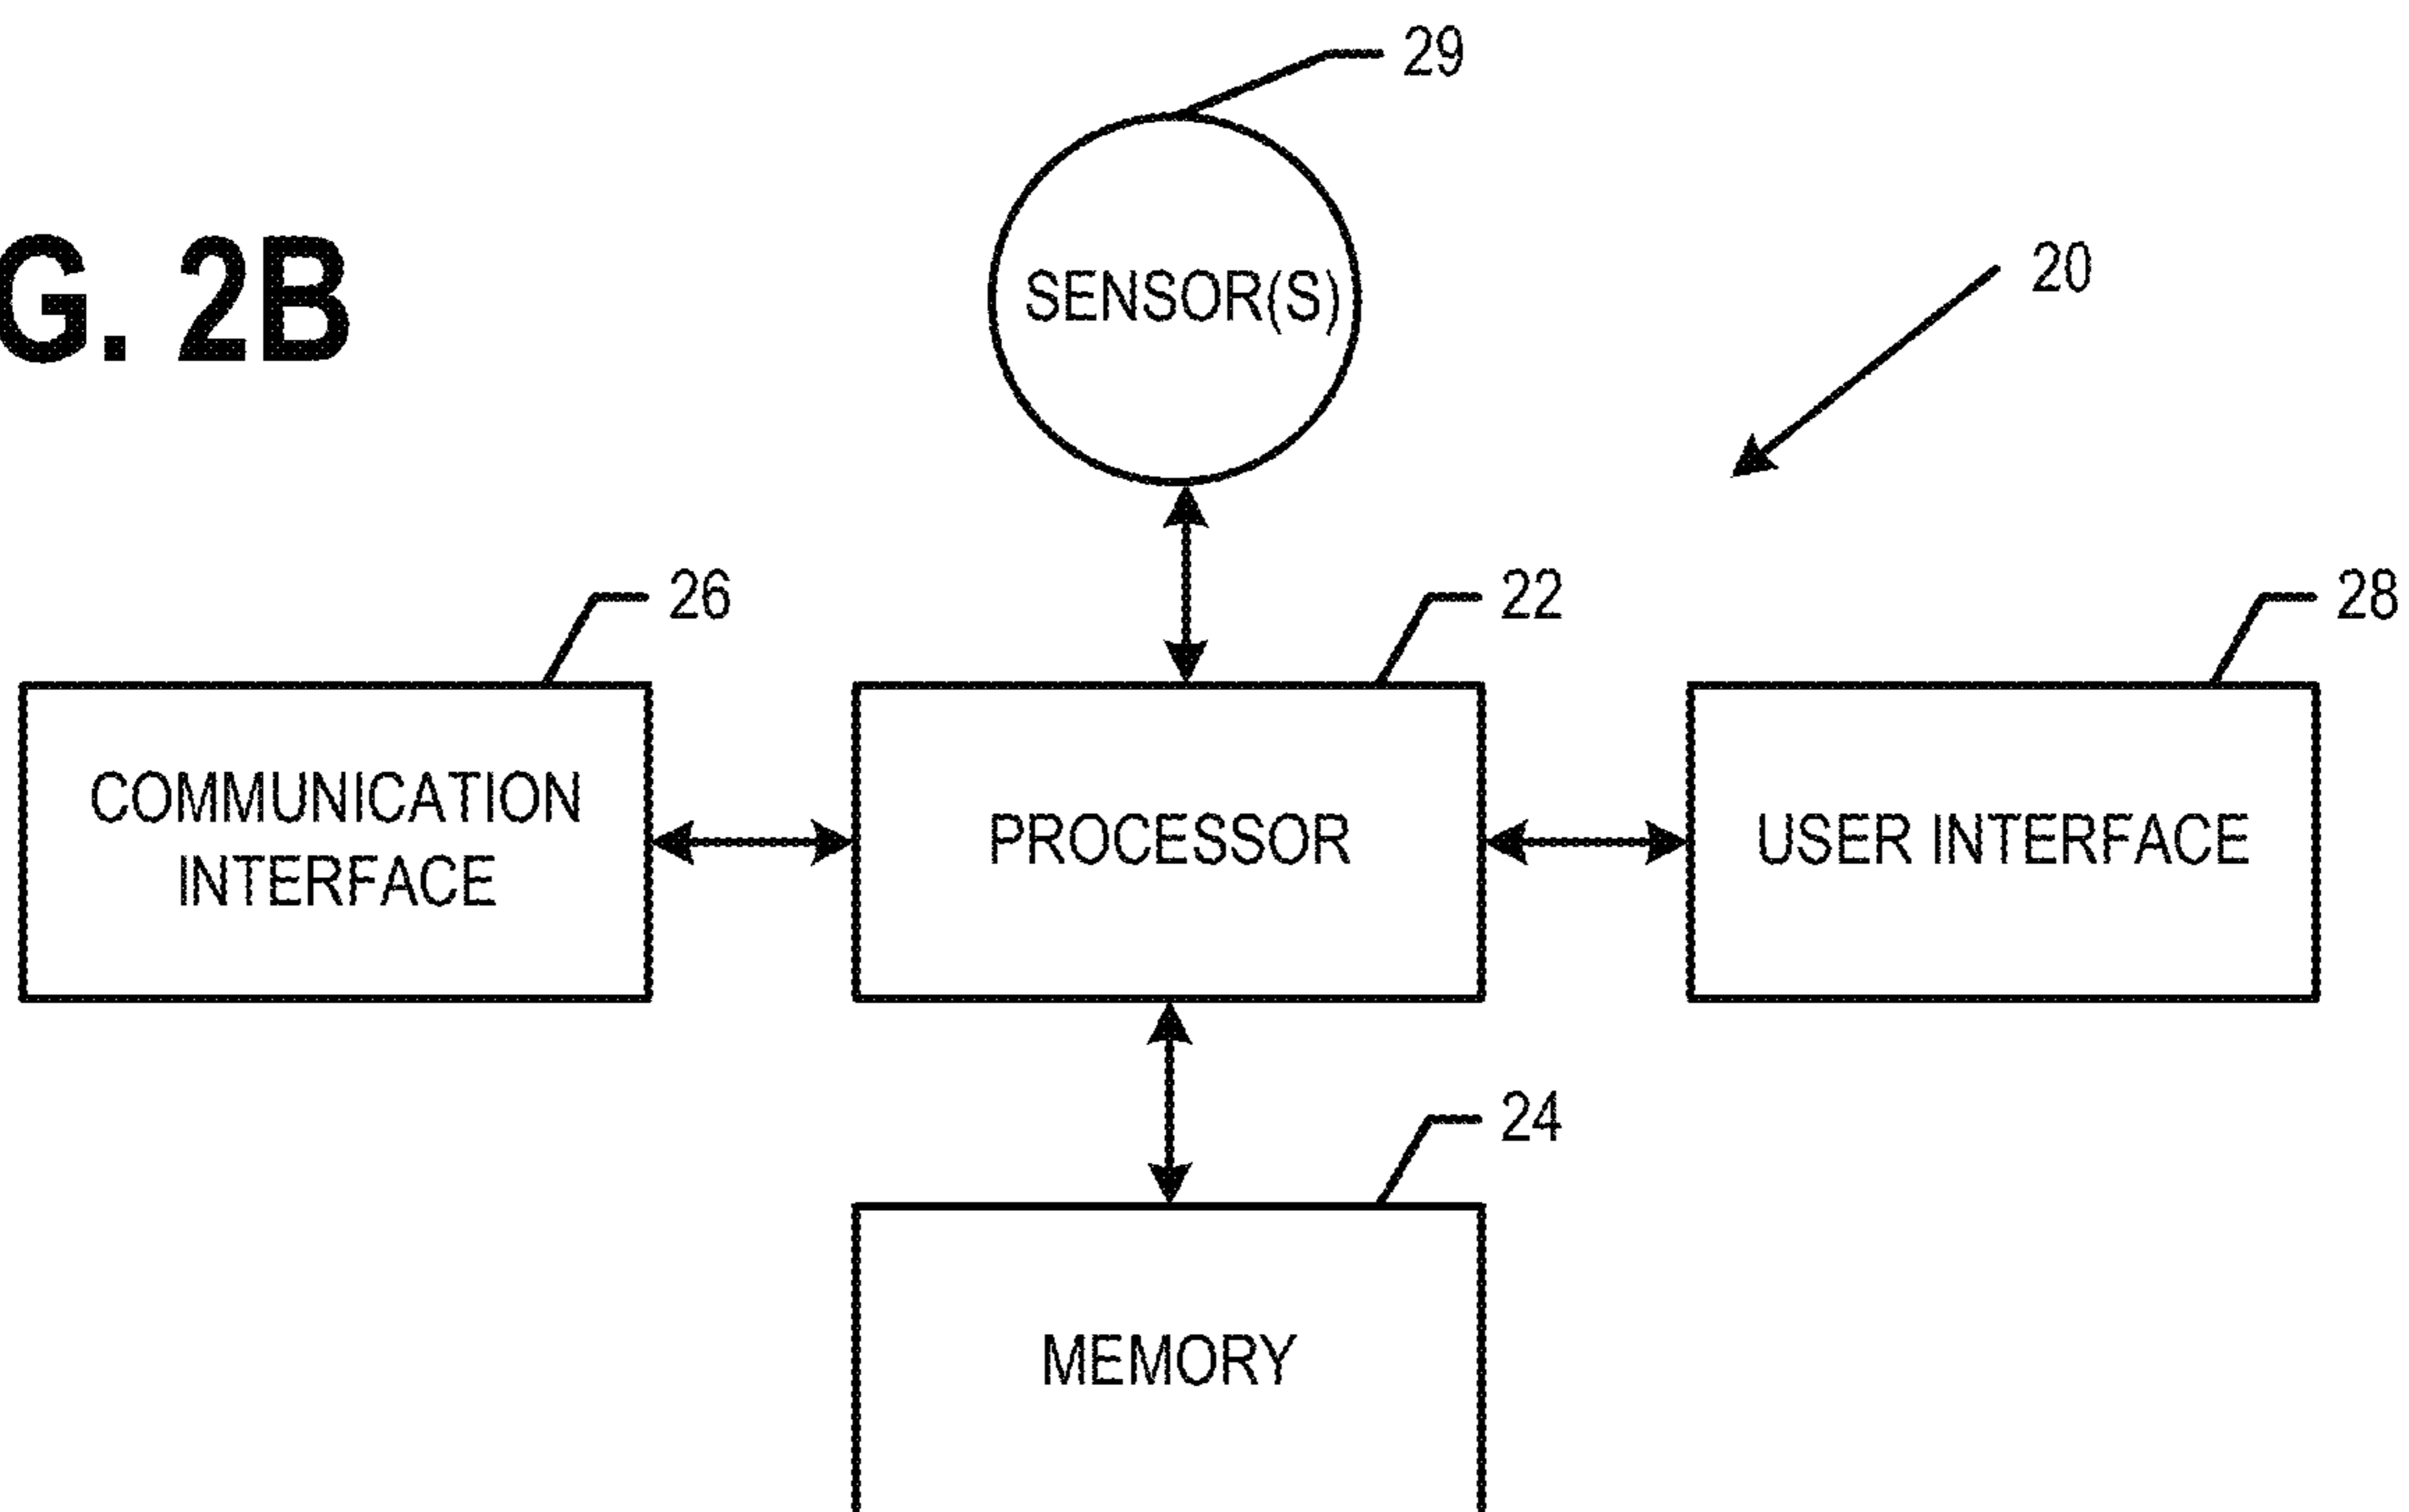 29
G. 2B
SENSOR(S)
20
26
22
28
COMMUNICATION
INTERFACE
PROCESSOR
USER INTERFACE
24
MEMORY